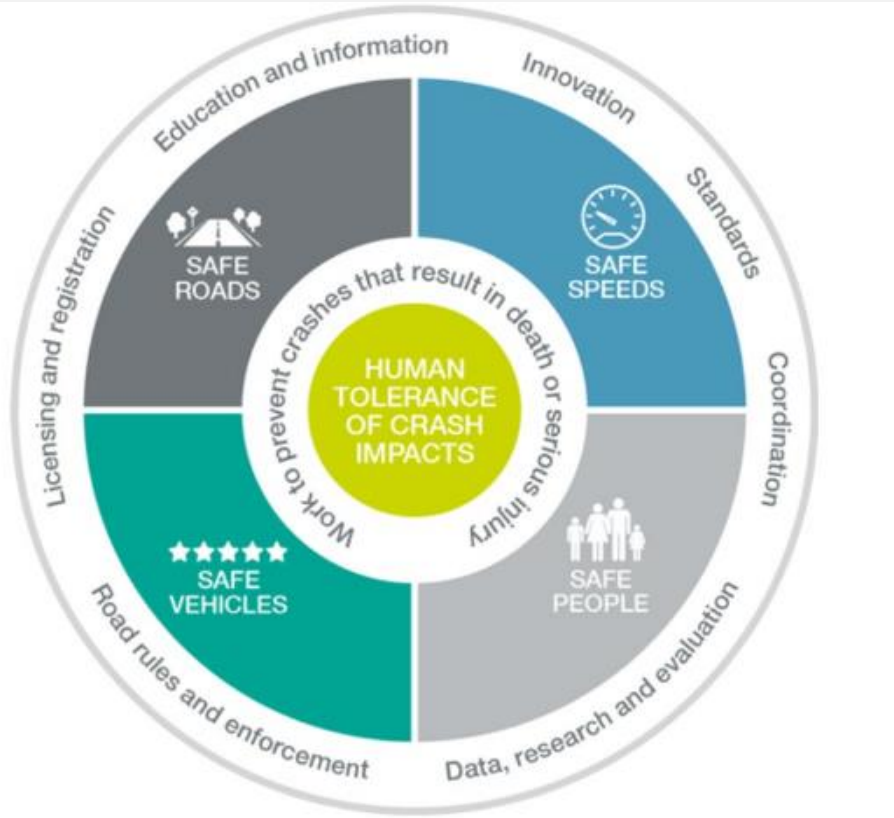 Education and information
Innovation
Standards
Coordination
Data, research and evaluation
Road rules and enforcement
Licensing and registration
SAFE
ROADS
SAFE
SPEEDS
Work to prevent crashes that result in death or serious injury
HUMAN
TOLERANCE
OF CRASH
IMPACTS
SAFE
VEHICLES
SAFE
PEOPLE